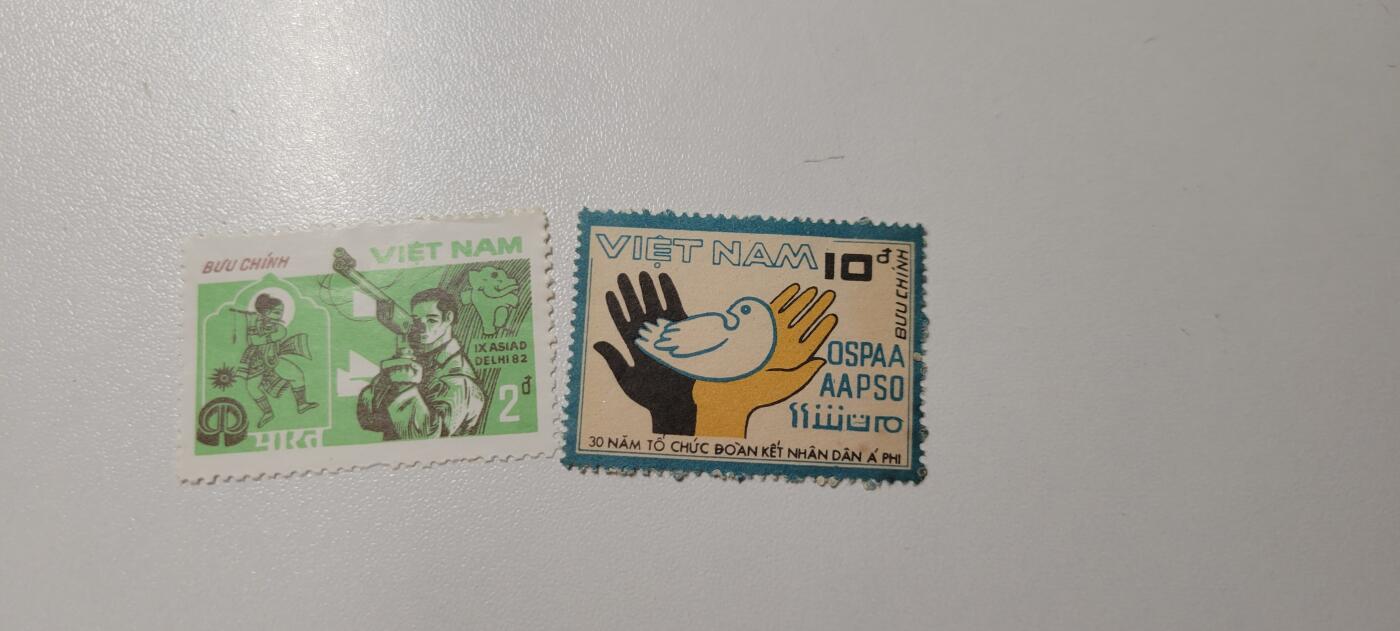 BƯU CHÍNH
VIỆT NAM
IX ASIAD
DELHI 82
2đ
भारत
VIỆT NAM 10đ
BƯU CHÍNH
OSPAA
AAPSO
30 NĂM TỔ CHỨC ĐOÀN KẾT NHÂN DÂN Á PHI